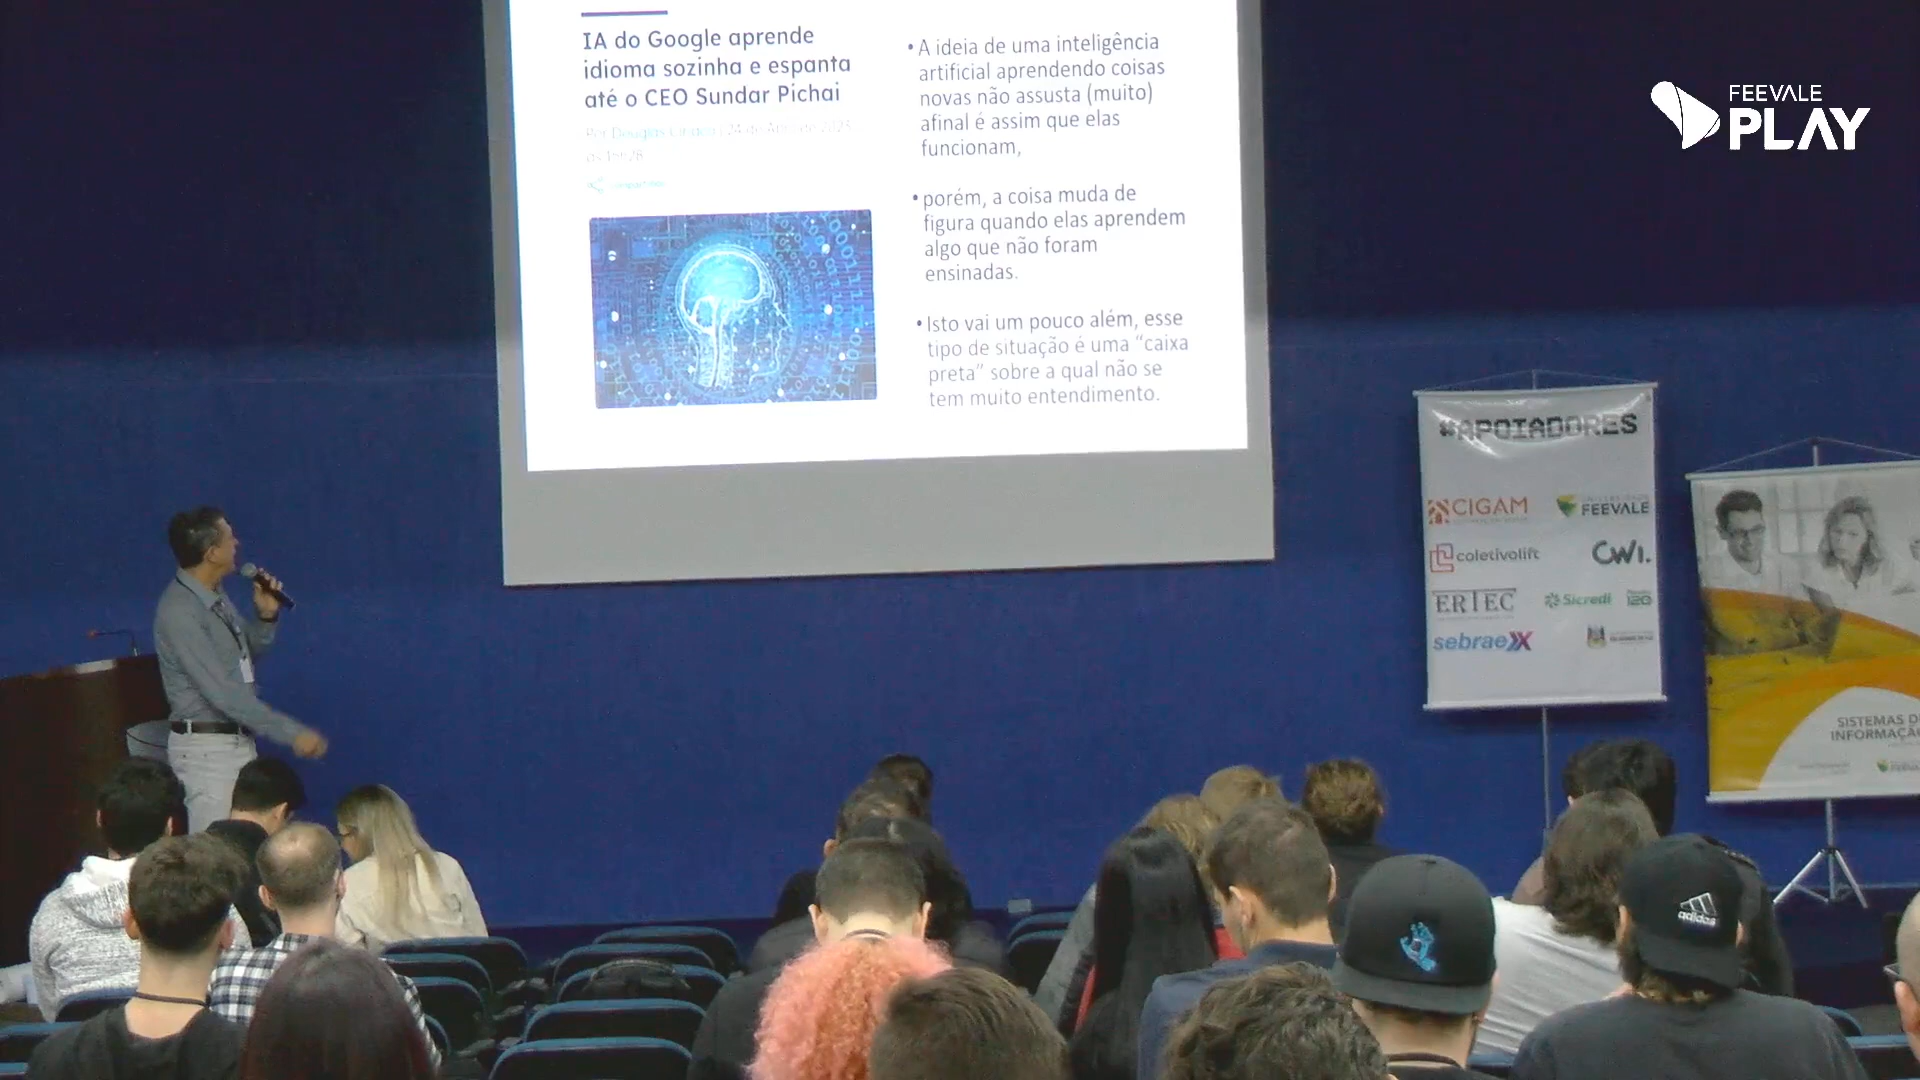 IA do Google aprende
idioma sozinha e espanta
até o CEO Sundar Pichai
• A ideia de uma inteligência
artificial aprendendo coisas
novas não assusta (muito)
afinal é assim que elas
funcionam,
• porém, a coisa muda de
figura quando elas aprendem
algo que não foram
ensinadas.
• Isto vai um pouco além, esse
tipo de situação é uma “caixa
preta” sobre a qual não se
tem muito entendimento.
FEEVALE
PLAY
#APOIADORES
CIGAM
FEEVALE
coletivolift
CWI.
ERTEC
Sicredi
sebrae X
SISTEMAS D
INFORMAÇÃ
adidas